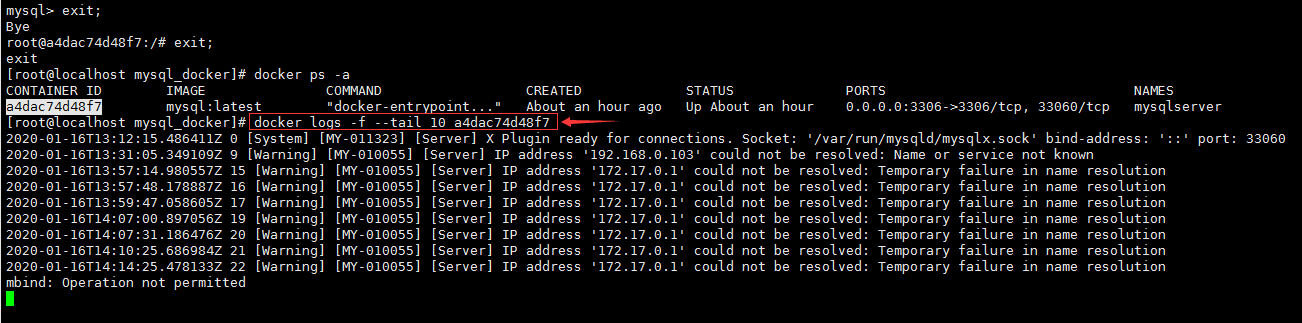 mysql> exit;
Bye
root@a4dac74d48f7:/# exit;
exit
[root@localhost mysql_docker]# docker ps -a
CONTAINER ID        IMAGE               COMMAND                  CREATED             STATUS              PORTS                               NAMES
a4dac74d48f7        mysql:latest        "docker-entrypoint..."   About an hour ago   Up About an hour    0.0.0.0:3306->3306/tcp, 33060/tcp   mysqlserver
[root@localhost mysql_docker]# docker logs -f --tail 10 a4dac74d48f7
2020-01-16T13:12:15.486411Z 0 [System] [MY-011323] [Server] X Plugin ready for connections. Socket: '/var/run/mysqld/mysqlx.sock' bind-address: '::' port: 33060
2020-01-16T13:31:05.349109Z 9 [Warning] [MY-010055] [Server] IP address '192.168.0.103' could not be resolved: Name or service not known
2020-01-16T13:57:14.980557Z 15 [Warning] [MY-010055] [Server] IP address '172.17.0.1' could not be resolved: Temporary failure in name resolution
2020-01-16T13:57:48.178887Z 16 [Warning] [MY-010055] [Server] IP address '172.17.0.1' could not be resolved: Temporary failure in name resolution
2020-01-16T13:59:47.058605Z 17 [Warning] [MY-010055] [Server] IP address '172.17.0.1' could not be resolved: Temporary failure in name resolution
2020-01-16T14:07:00.897056Z 19 [Warning] [MY-010055] [Server] IP address '172.17.0.1' could not be resolved: Temporary failure in name resolution
2020-01-16T14:07:31.186476Z 20 [Warning] [MY-010055] [Server] IP address '172.17.0.1' could not be resolved: Temporary failure in name resolution
2020-01-16T14:10:25.686984Z 21 [Warning] [MY-010055] [Server] IP address '172.17.0.1' could not be resolved: Temporary failure in name resolution
2020-01-16T14:14:25.478133Z 22 [Warning] [MY-010055] [Server] IP address '172.17.0.1' could not be resolved: Temporary failure in name resolution
mbind: Operation not permitted